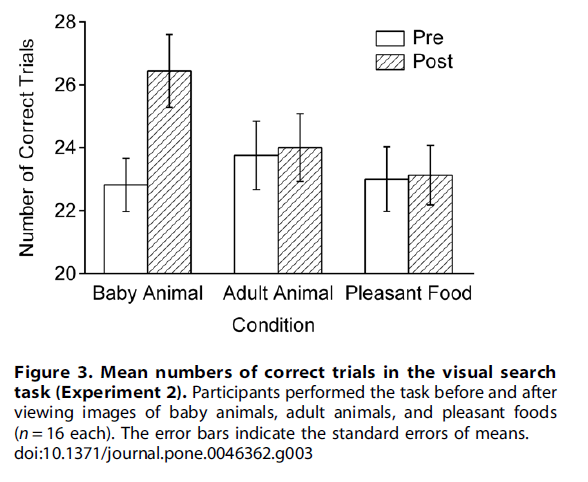 28
26
24
22
20
Number of Correct Trials
Pre
Post
Baby Animal Adult Animal Pleasant Food
Condition
Figure 3. Mean numbers of correct trials in the visual search
task (Experiment 2). Participants performed the task before and after
viewing images of baby animals, adult animals, and pleasant foods
(n = 16 each). The error bars indicate the standard errors of means.
doi:10.1371/journal.pone.0046362.g003